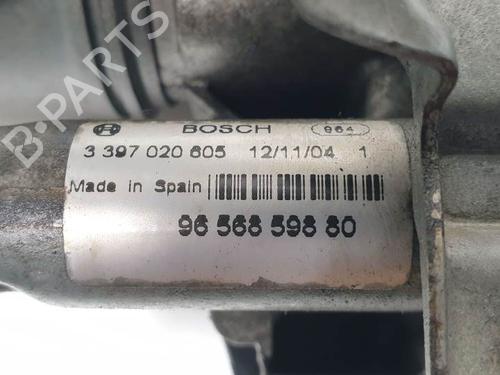 B-PARTS
BOSCH 964
3 397 020 605 12/11/04 1
Made in Spain
96 568 598 80